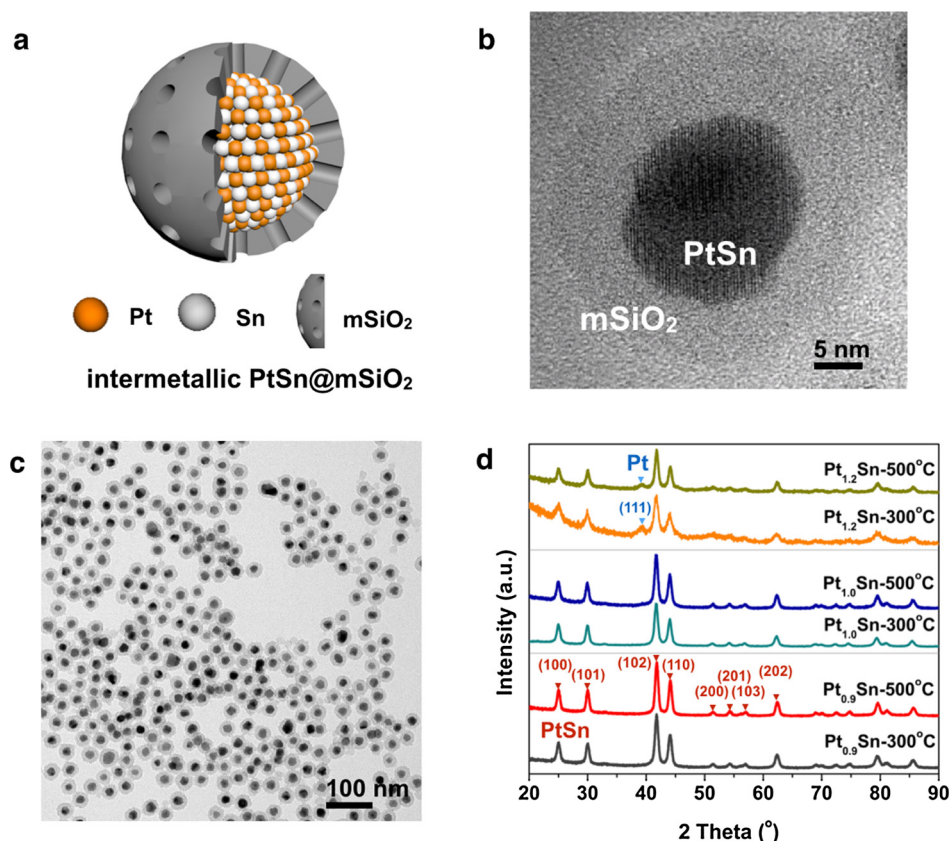 a
Pt
Sn
mSiO₂
intermetallic PtSn@mSiO₂
b
PtSn
mSiO₂
5 nm
c
100 nm
d
Pt
(111)
Pt₁.₂Sn-500°C
Pt₁.₂Sn-300°C
Pt₁.₀Sn-500°C
Pt₁.₀Sn-300°C
(100)
(101)
(102)
(110)
(200)
(201)
(103)
(202)
PtSn
Pt₀.₉Sn-500°C
Pt₀.₉Sn-300°C
Intensity (a.u.)
20 30 40 50 60 70 80 90
2 Theta (°)